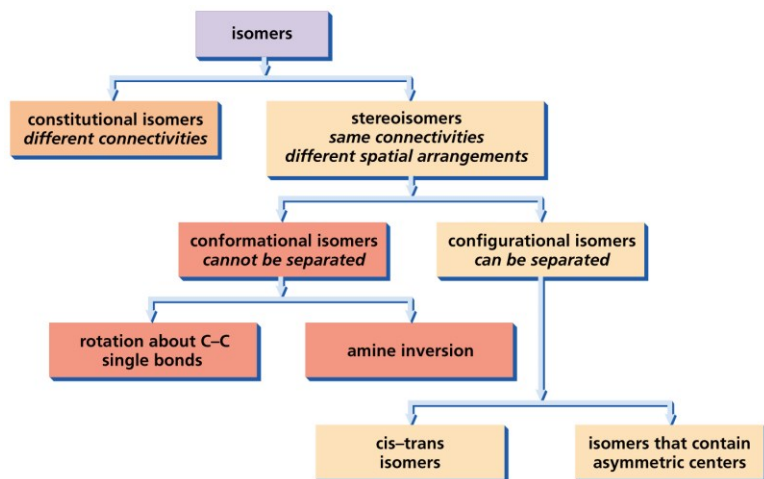 isomers
constitutional isomers
different connectivities
stereoisomers
same connectivities
different spatial arrangements
conformational isomers
cannot be separated
configurational isomers
can be separated
rotation about C–C
single bonds
amine inversion
cis–trans
isomers
isomers that contain
asymmetric centers